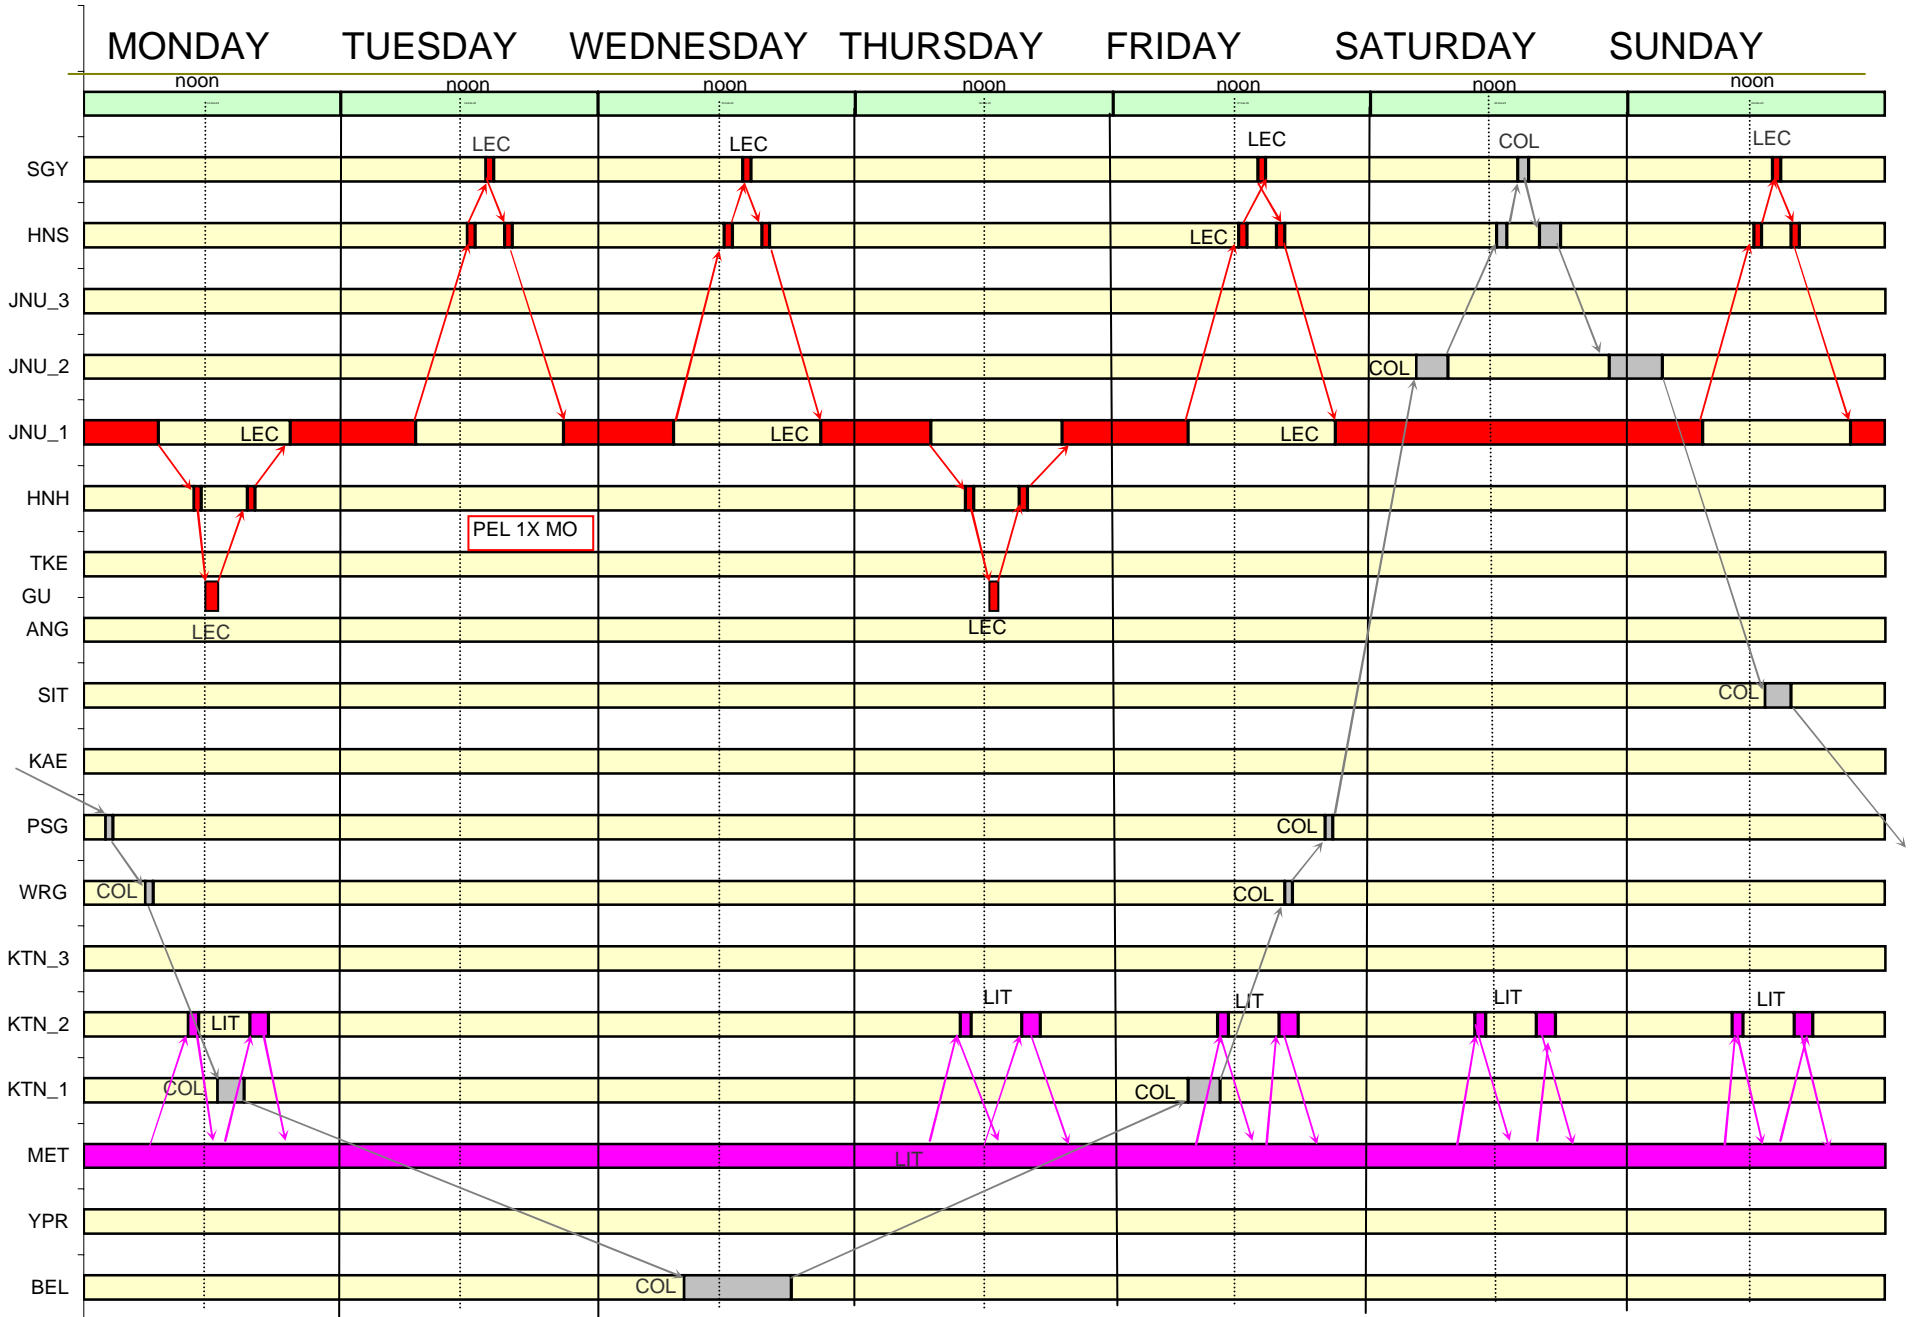 MONDAY TUESDAY WEDNESDAY THURSDAY FRIDAY SATURDAY SUNDAY
noon noon noon noon noon noon noon
LEC LEC LEC COL LEC
SGY
HNS LEC
JNU_3
JNU_2 COL
JNU_1 LEC LEC LEC
HNH
PEL 1X MO
TKE
GU
ANG LEC LEC
SIT COL
KAE
PSG COL
WRG COL COL
KTN_3
LIT LIT LIT LIT
KTN_2 LIT
KTN_1 COL COL
MET LIT
YPR
BEL COL